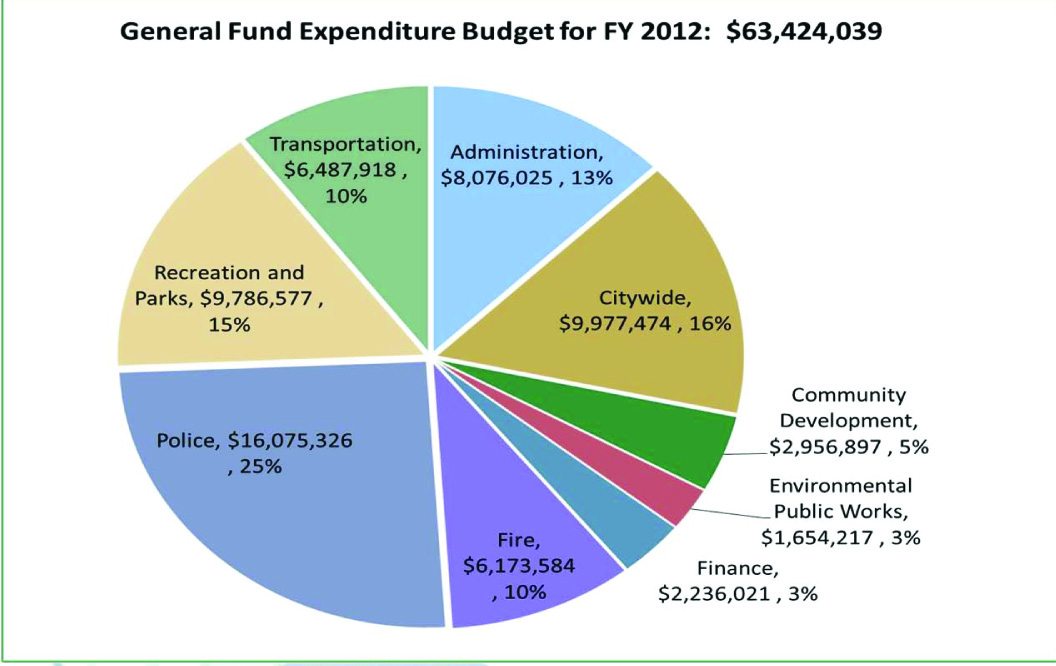 General Fund Expenditure Budget for FY 2012: $63,424,039
Transportation,
$6,487,918 ,
10%
Administration,
$8,076,025 , 13%
Recreation and
Parks, $9,786,577 ,
15%
Citywide,
$9,977,474 , 16%
Community
Development,
$2,956,897 , 5%
Police, $16,075,326
, 25%
Environmental
Public Works,
$1,654,217 , 3%
Fire,
$6,173,584
, 10%
Finance,
$2,236,021 , 3%